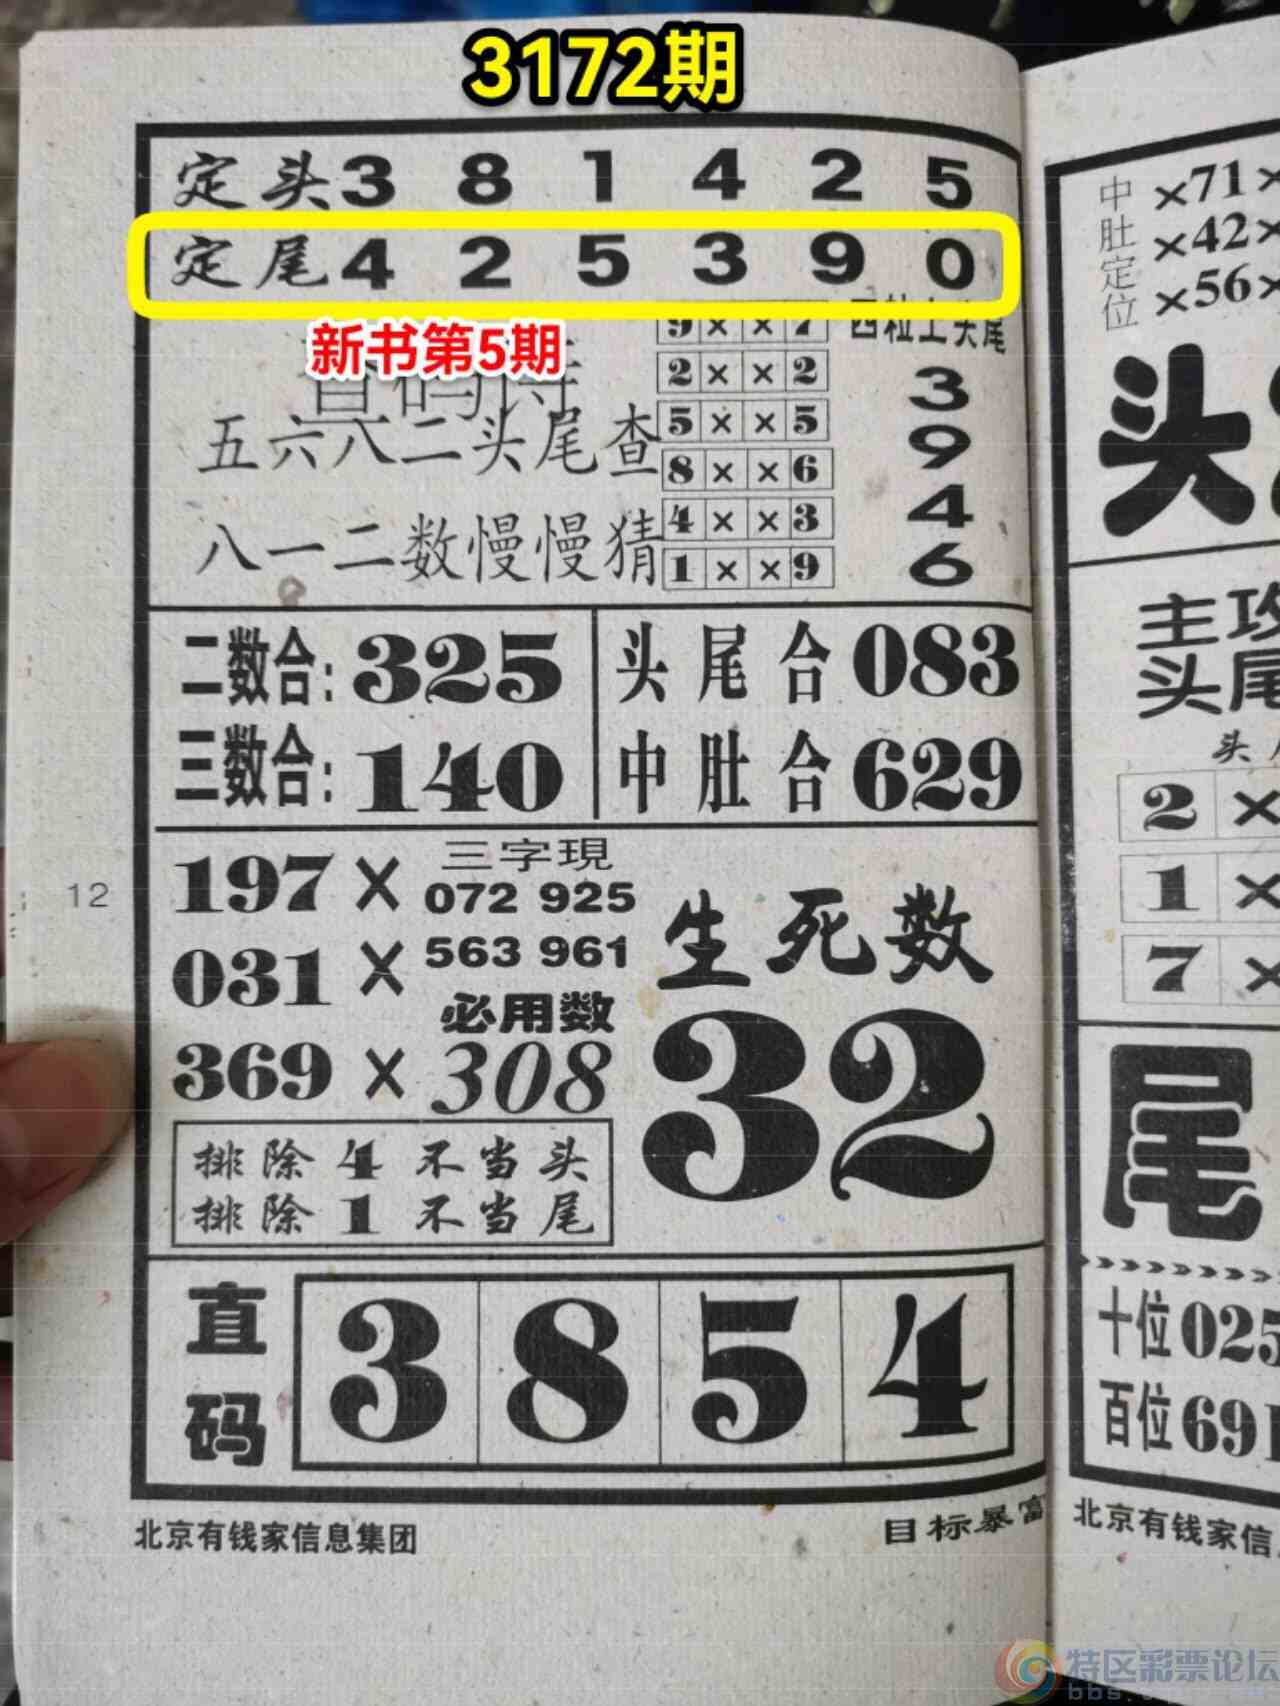 3172期
定头 3 8 1 4 2 5
定尾 4 2 5 3 9 0
新书第5期
五六八二头尾查
八一二数慢慢猜
9 × × 7
2 × × 2
5 × × 5
8 × × 6
4 × × 3
1 × × 9
3
9
4
6
二数合: 325
三数合: 140
头尾合 083
中肚合 629
197 ×
031 ×
369 ×
三字現
072 925
563 961
必用数
308
生死数
32
排除 4 不当头
排除 1 不当尾
直码
3 8 5 4
12
北京有钱家信息集团
目标暴富
中肚定位
×71×
×42×
×56×
头
主攻
头尾
头
2 ×
1 ×
7 ×
尾
十位 025
百位 691
北京有钱家信
特区彩票论坛
bbs.